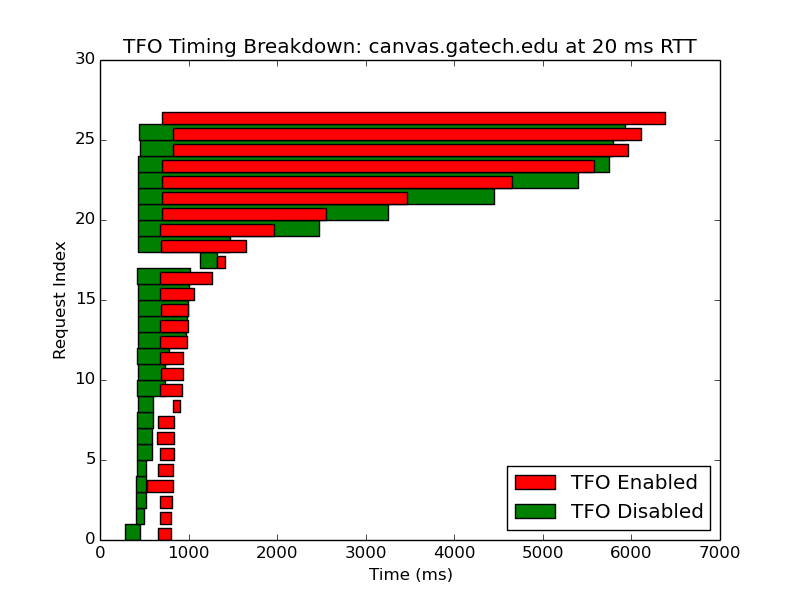 TFO Timing Breakdown: canvas.gatech.edu at 20 ms RTT
30
25
20
15
10
5
0
Request Index
TFO Enabled
TFO Disabled
0 1000 2000 3000 4000 5000 6000 7000
Time (ms)